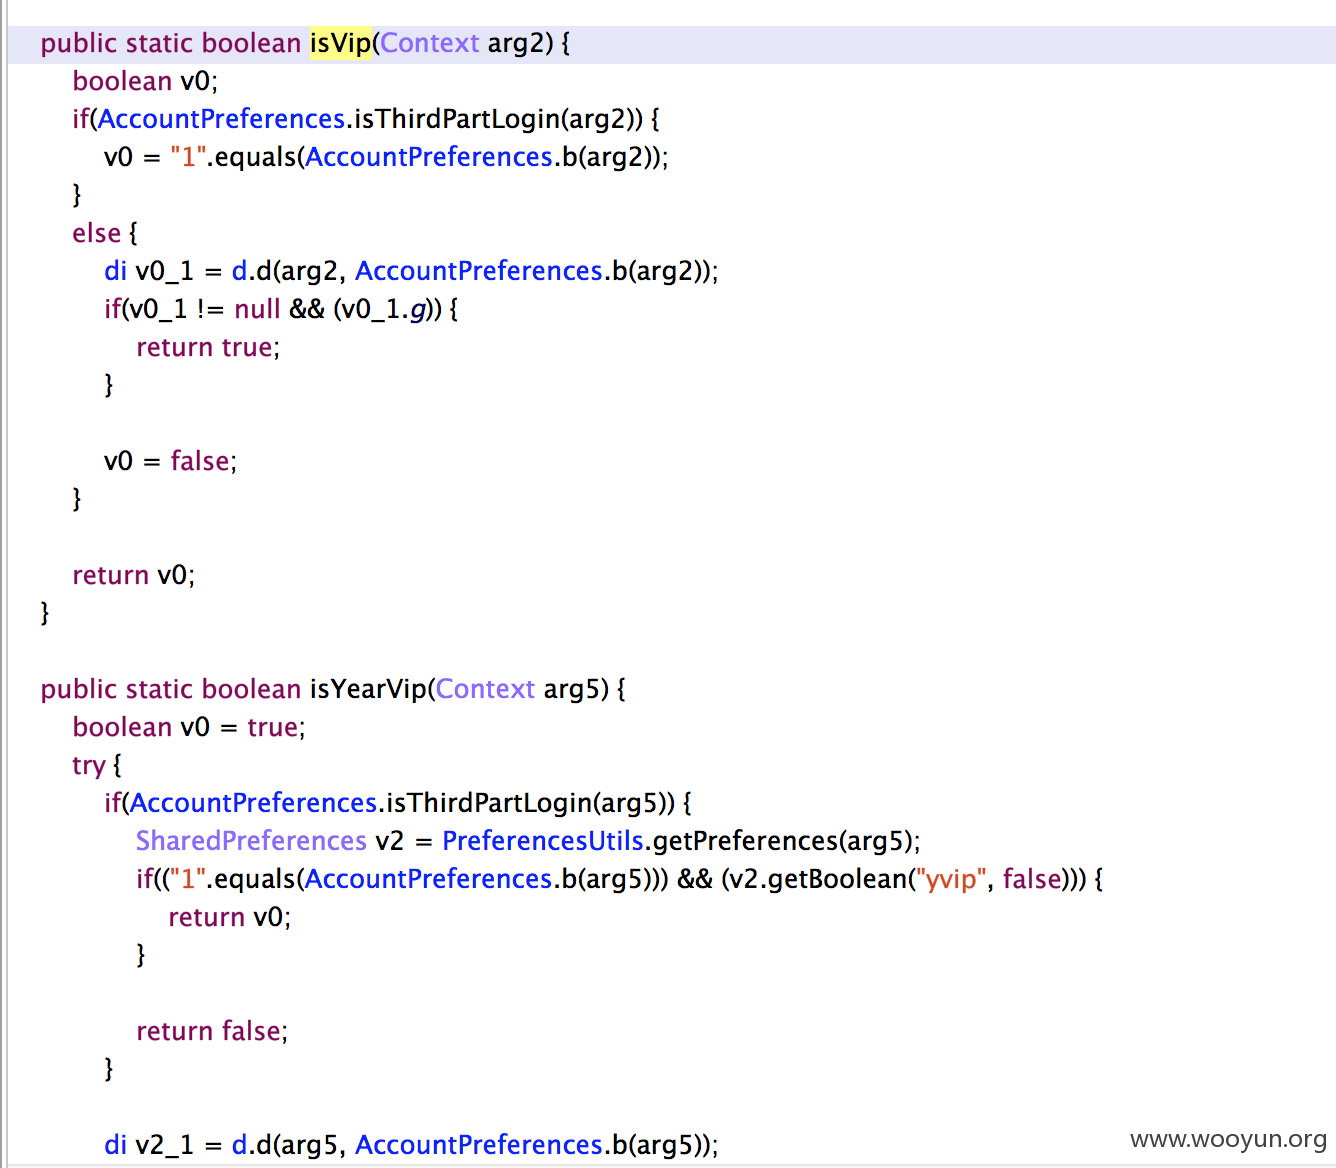 public static boolean isVip(Context arg2) {
boolean v0;
if(AccountPreferences.isThirdPartLogin(arg2)) {
v0 = "1".equals(AccountPreferences.b(arg2));
}
else {
di v0_1 = d.d(arg2, AccountPreferences.b(arg2));
if(v0_1 != null && (v0_1.g)) {
return true;
}
v0 = false;
}
return v0;
}
public static boolean isYearVip(Context arg5) {
boolean v0 = true;
try {
if(AccountPreferences.isThirdPartLogin(arg5)) {
SharedPreferences v2 = PreferencesUtils.getPreferences(arg5);
if(("1".equals(AccountPreferences.b(arg5))) && (v2.getBoolean("yvip", false))) {
return v0;
}
return false;
}
di v2_1 = d.d(arg5, AccountPreferences.b(arg5));
www.wooyun.org